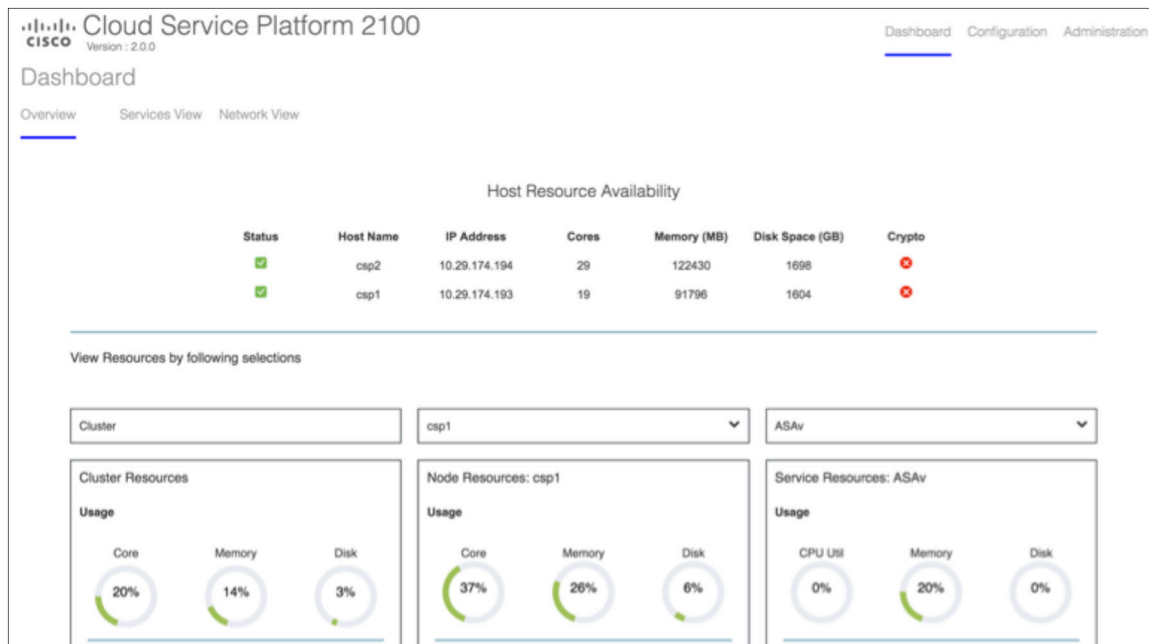 CISCO Cloud Service Platform 2100
Version : 2.0.0
Dashboard Configuration Administration
Dashboard
Overview Services View Network View
Host Resource Availability
Status Host Name IP Address Cores Memory (MB) Disk Space (GB) Crypto
csp2 10.29.174.194 29 122430 1698
csp1 10.29.174.193 19 91796 1604
View Resources by following selections
Cluster csp1 ASAv
Cluster Resources Node Resources: csp1 Service Resources: ASAv
Usage Usage Usage
Core Memory Disk Core Memory Disk CPU Util Memory Disk
20% 14% 3% 37% 26% 6% 0% 20% 0%